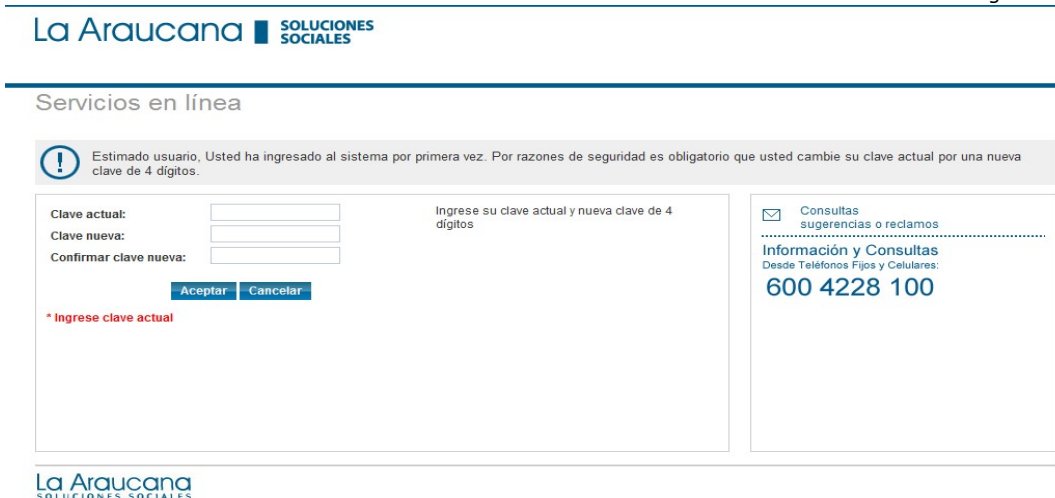 La Araucana SOLUCIONES SOCIALES
Servicios en línea
Estimado usuario, Usted ha ingresado al sistema por primera vez. Por razones de seguridad es obligatorio que usted cambie su clave actual por una nueva
clave de 4 dígitos.
Clave actual:
Clave nueva:
Confirmar clave nueva:
Aceptar Cancelar
* Ingrese clave actual
Ingrese su clave actual y nueva clave de 4
dígitos
Consultas
sugerencias o reclamos
Información y Consultas
Desde Teléfonos Fijos y Celulares:
600 4228 100
La Araucana
SOLUCIONES SOCIALES